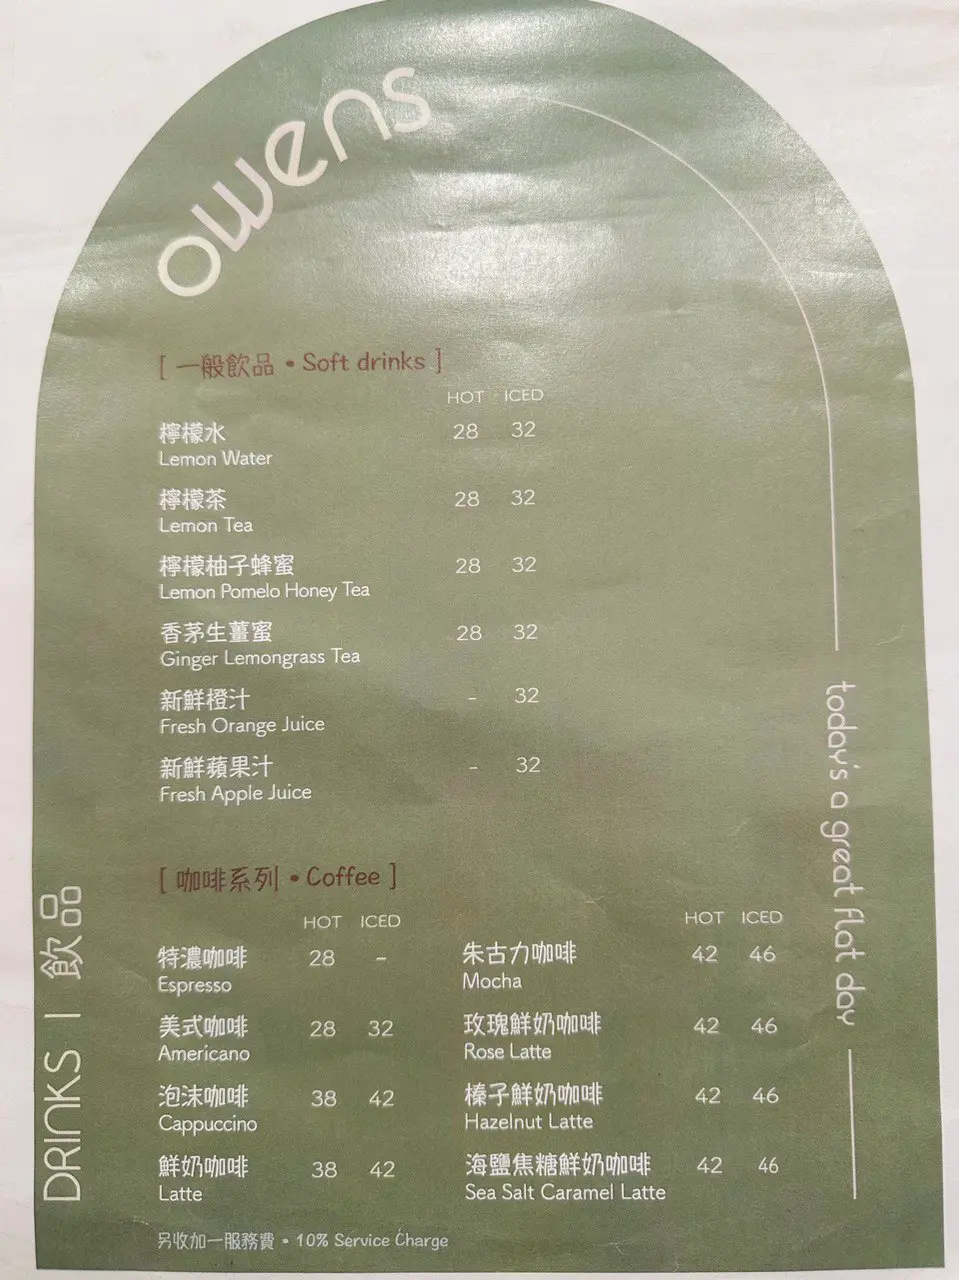 owens
[ 一般飲品 • Soft drinks ]
HOT ICED
檸檬水 28 32
Lemon Water
檸檬茶 28 32
Lemon Tea
檸檬柚子蜂蜜 28 32
Lemon Pomelo Honey Tea
香茅生薑蜜 28 32
Ginger Lemongrass Tea
新鮮橙汁 - 32
Fresh Orange Juice
新鮮蘋果汁 - 32
Fresh Apple Juice
[ 咖啡系列 • Coffee ]
HOT ICED
特濃咖啡 28 -
Espresso
美式咖啡 28 32
Americano
泡沫咖啡 38 42
Cappuccino
鮮奶咖啡 38 42
Latte
HOT ICED
朱古力咖啡 42 46
Mocha
玫瑰鮮奶咖啡 42 46
Rose Latte
榛子鮮奶咖啡 42 46
Hazelnut Latte
海鹽焦糖鮮奶咖啡 42 46
Sea Salt Caramel Latte
另收加一服務費 • 10% Service Charge
DRINKS | 飲品
today's a great flat day